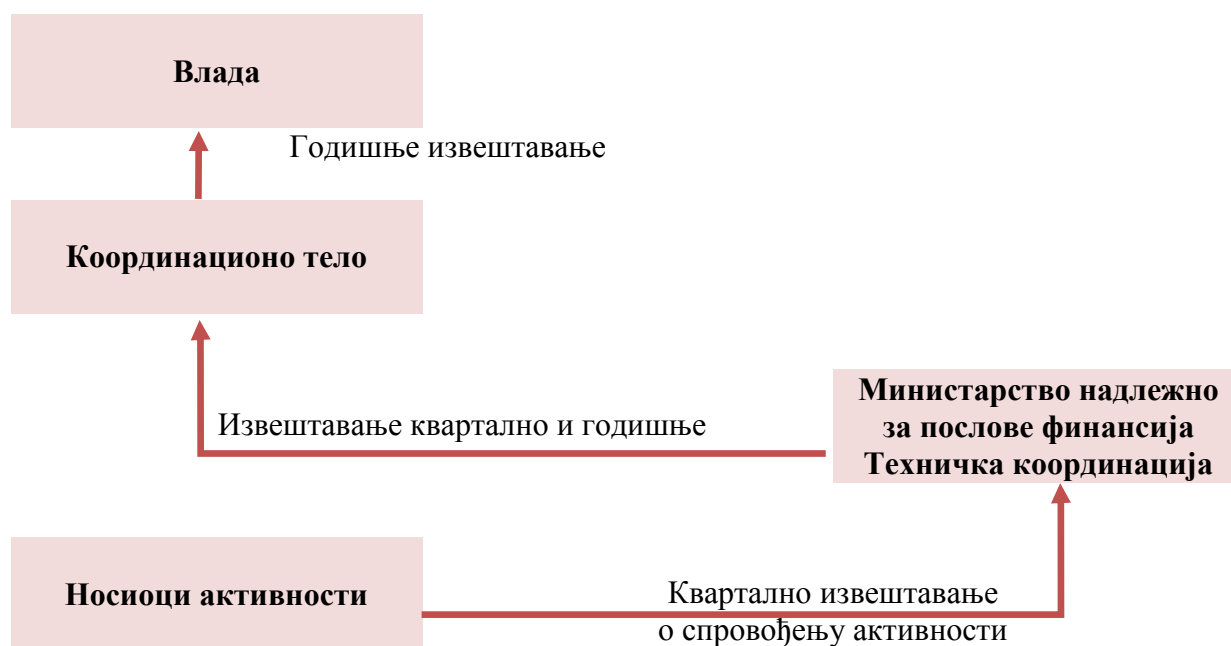 Влада
Годишње извештавање
Координационо тело
Извештавање квартално и годишње
Министарство надлежно
за послове финансија
Техничка координација
Носиоци активности
Квартално извештавање
о спровођењу активности